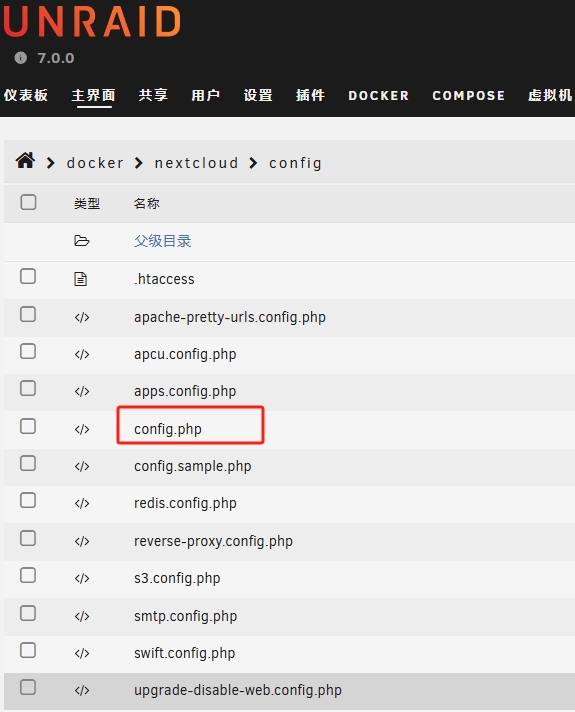 UNRAID
7.0.0
仪表板 主界面 共享 用户 设置 插件 DOCKER COMPOSE 虚拟机
docker nextcloud config
类型 名称
父级目录
.htaccess
apache-pretty-urls.config.php
apcu.config.php
apps.config.php
config.php
config.sample.php
redis.config.php
reverse-proxy.config.php
s3.config.php
smtp.config.php
swift.config.php
upgrade-disable-web.config.php